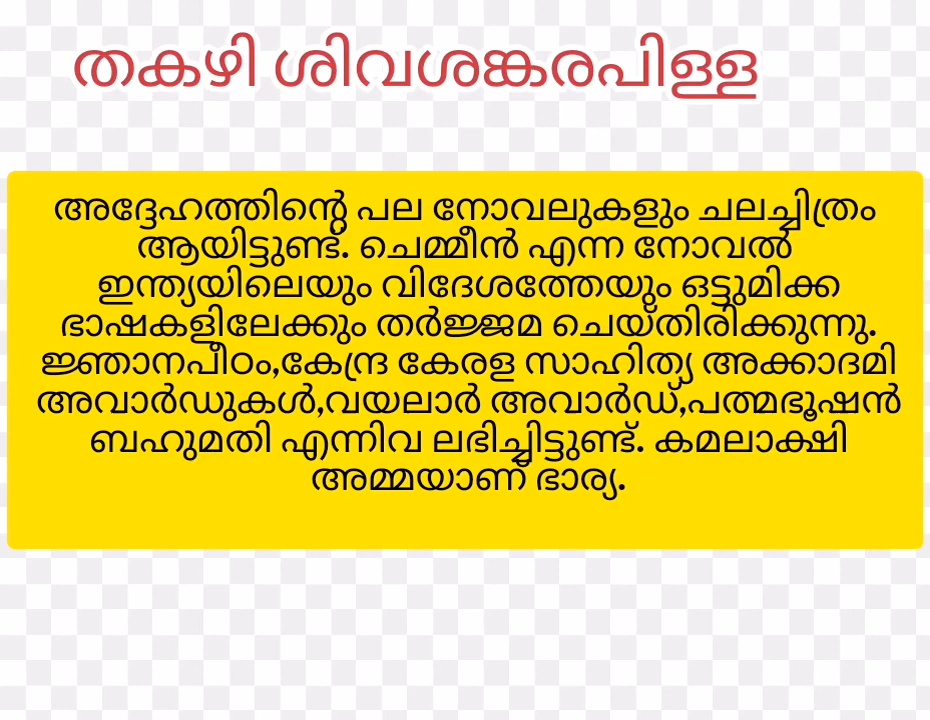 തകഴി ശിവശങ്കരപിള്ള
അദ്ദേഹത്തിന്റെ പല നോവലുകളും ചലച്ചിത്രം
ആയിട്ടുണ്ട്. ചെമ്മീൻ എന്ന നോവൽ
ഇന്ത്യയിലെയും വിദേശത്തേയും ഒട്ടുമിക്ക
ഭാഷകളിലേക്കും തർജ്ജമ ചെയ്തിരിക്കുന്നു.
ജ്ഞാനപീഠം,കേന്ദ്ര കേരള സാഹിത്യ അക്കാദമി
അവാർഡുകൾ,വയലാർ അവാർഡ്,പത്മഭൂഷൻ
ബഹുമതി എന്നിവ ലഭിച്ചിട്ടുണ്ട്. കമലാക്ഷി
അമ്മയാണ് ഭാര്യ.